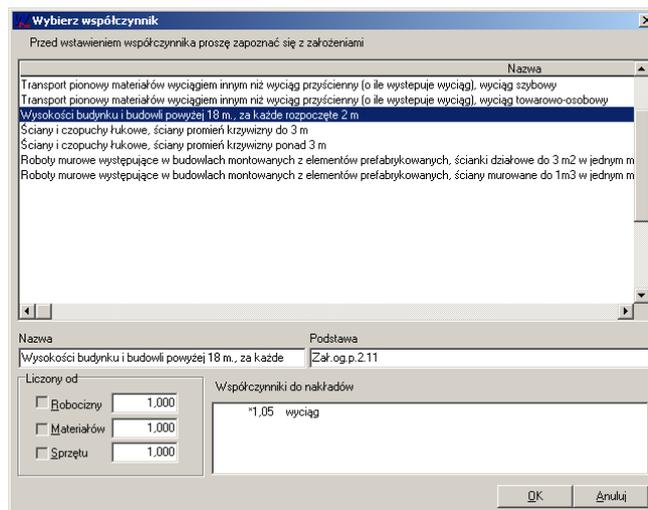 Wybierz współczynnik
Przed wstawieniem współczynnika proszę zapoznać się z założeniami
Nazwa
Transport pionowy materiałów wyciągiem innym niż wyciąg przyścienny (o ile wystepuje wyciąg), wyciąg szybowy
Transport pionowy materiałów wyciągiem innym niż wyciąg przyścienny (o ile wystepuje wyciąg), wyciąg towarowo-osobowy
Wysokości budynku i budowli powyżej 18 m., za każde rozpoczęte 2 m
Ściany i czopuchy łukowe, ściany promień krzywizny do 3 m
Ściany i czopuchy łukowe, ściany promień krzywizny ponad 3 m
Roboty murowe występujące w budowlach montowanych z elementów prefabrykowanych, ścianki działowe do 3 m2 w jednym m
Roboty murowe występujące w budowlach montowanych z elementów prefabrykowanych, ściany murowane do 1m3 w jednym m
Nazwa Podstawa
Wysokości budynku i budowli powyżej 18 m., za każde Zał.og.p.2.11
Liczony od Współczynniki do nakładów
Robocizny 1,000 *1,05 wyciąg
Materiałów 1,000
Sprzętu 1,000
OK Anuluj